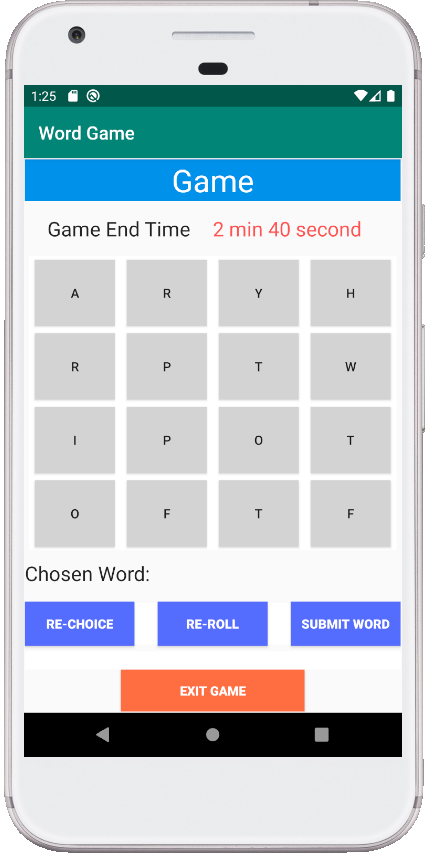 1:25
Word Game
Game
Game End Time 2 min 40 second
A R Y H
R P T W
I P O T
O F T F
Chosen Word:
RE-CHOICE RE-ROLL SUBMIT WORD
EXIT GAME